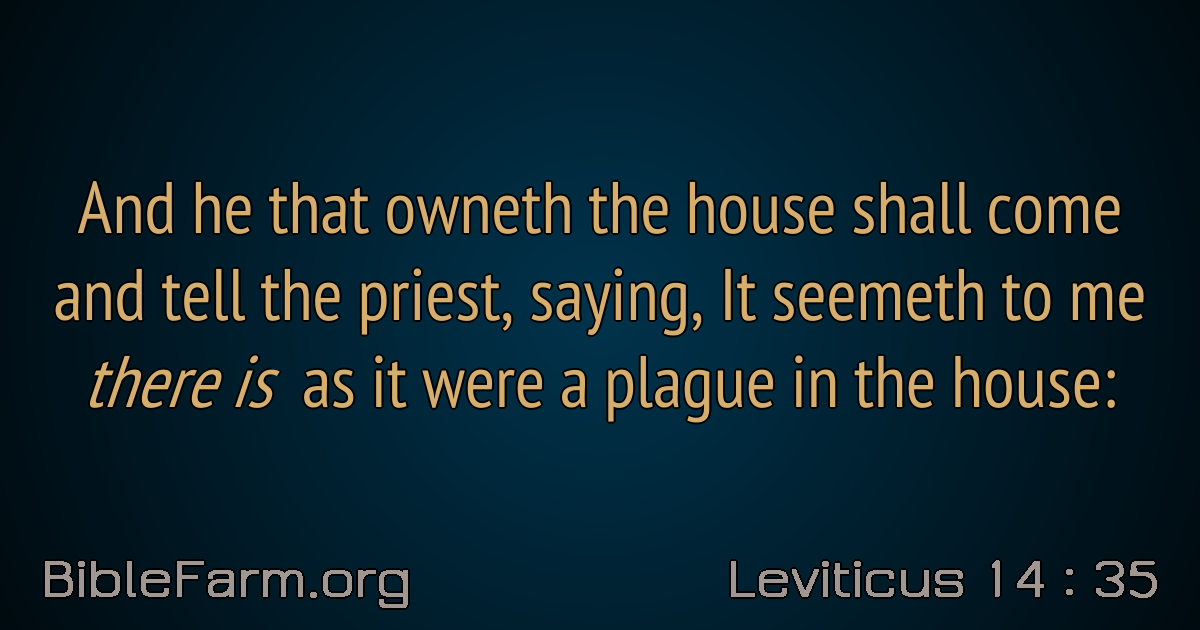 And he that owneth the house shall come
and tell the priest, saying, It seemeth to me
there is as it were a plague in the house:
BibleFarm.org
Leviticus 14 : 35